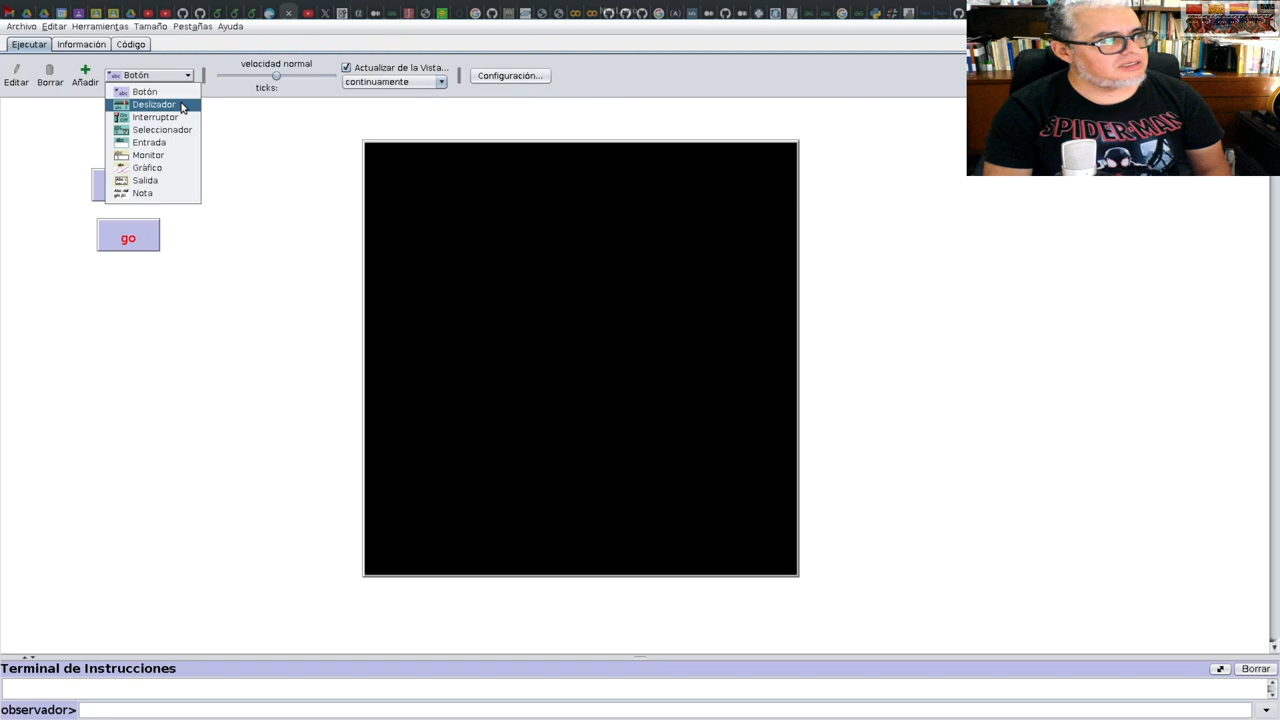 Archivo Editar Herramientas Tamaño Pestañas Ayuda
Ejecutar Información Código
Editar Borrar Añadir
Botón
velocidad normal
ticks:
Actualizar de la Vista...
continuamente
Configuración...
Botón
Deslizador
Interruptor
Seleccionador
Entrada
Monitor
Gráfico
Salida
Nota
go
SPIDER-MAN
Terminal de Instrucciones
Borrar
observador>